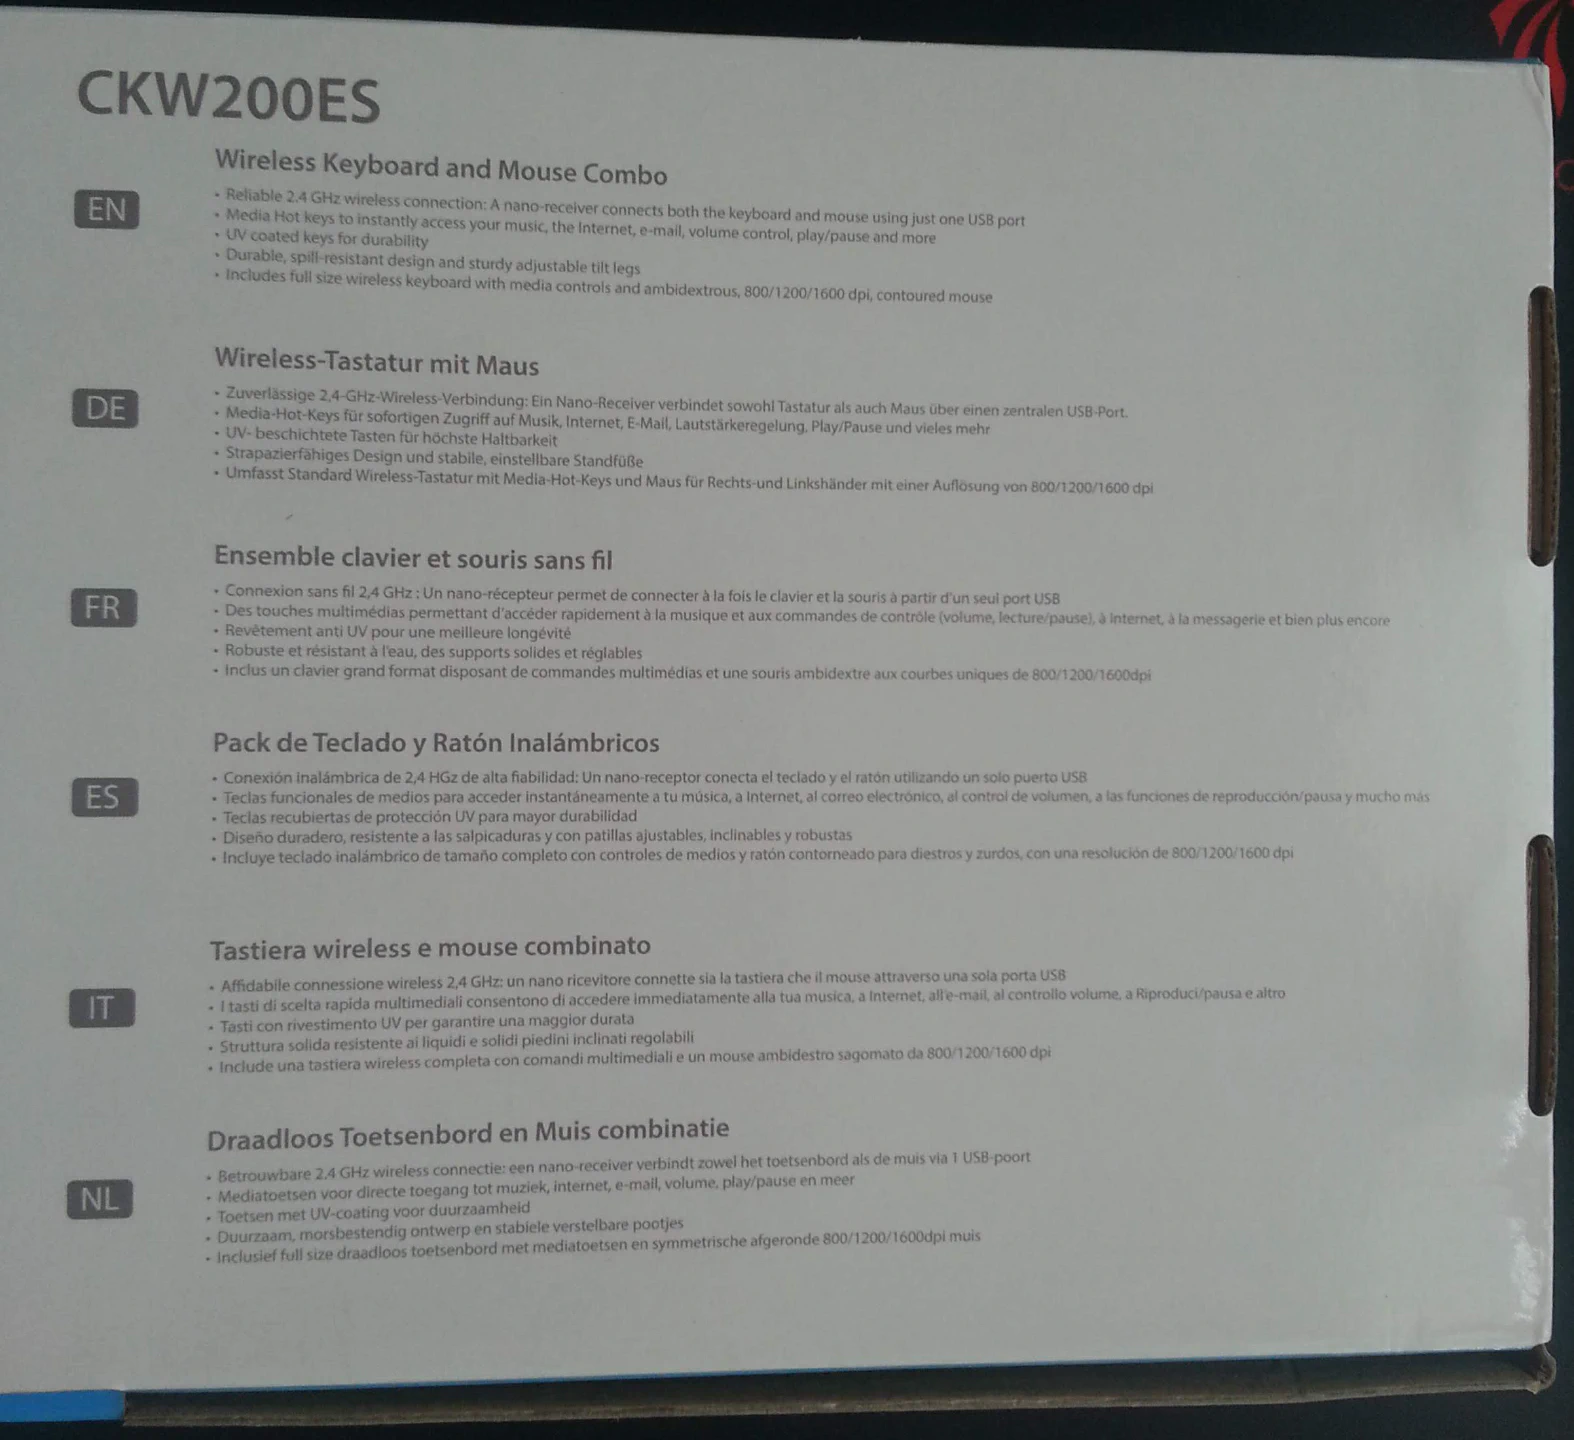 CKW200ES
EN
Wireless Keyboard and Mouse Combo
• Reliable 2.4 GHz wireless connection: A nano-receiver connects both the keyboard and mouse using just one USB port
• Media Hot keys to instantly access your music, the Internet, e-mail, volume control, play/pause and more
• UV coated keys for durability
• Durable, spill-resistant design and sturdy adjustable tilt legs
• Includes full size wireless keyboard with media controls and ambidextrous, 800/1200/1600 dpi, contoured mouse
DE
Wireless-Tastatur mit Maus
• Zuverlässige 2,4-GHz-Wireless-Verbindung: Ein Nano-Receiver verbindet sowohl Tastatur als auch Maus über einen zentralen USB-Port.
• Media-Hot-Keys für sofortigen Zugriff auf Musik, Internet, E-Mail, Lautstärkeregelung, Play/Pause und vieles mehr
• UV- beschichtete Tasten für höchste Haltbarkeit
• Strapazierfähiges Design und stabile, einstellbare Standfüße
• Umfasst Standard Wireless-Tastatur mit Media-Hot-Keys und Maus für Rechts-und Linkshänder mit einer Auflösung von 800/1200/1600 dpi
FR
Ensemble clavier et souris sans fil
• Connexion sans fil 2,4 GHz : Un nano-récepteur permet de connecter à la fois le clavier et la souris à partir d'un seul port USB
• Des touches multimédias permettant d'accéder rapidement à la musique et aux commandes de contrôle (volume, lecture/pause), à Internet, à la messagerie et bien plus encore
• Revêtement anti UV pour une meilleure longévité
• Robuste et résistant à l'eau, des supports solides et réglables
• Inclus un clavier grand format disposant de commandes multimédias et une souris ambidextre aux courbes uniques de 800/1200/1600dpi
ES
Pack de Teclado y Ratón Inalámbricos
• Conexión inalámbrica de 2,4 HGz de alta fiabilidad: Un nano-receptor conecta el teclado y el ratón utilizando un solo puerto USB
• Teclas funcionales de medios para acceder instantáneamente a tu música, a Internet, al correo electrónico, al control de volumen, a las funciones de reproducción/pausa y mucho más
• Teclas recubiertas de protección UV para mayor durabilidad
• Diseño duradero, resistente a las salpicaduras y con patillas ajustables, inclinables y robustas
• Incluye teclado inalámbrico de tamaño completo con controles de medios y ratón contorneado para diestros y zurdos, con una resolución de 800/1200/1600 dpi
IT
Tastiera wireless e mouse combinato
• Affidabile connessione wireless 2,4 GHz: un nano ricevitore connette sia la tastiera che il mouse attraverso una sola porta USB
• I tasti di scelta rapida multimediali consentono di accedere immediatamente alla tua musica, a Internet, all'e-mail, al controllo volume, a Riproduci/pausa e altro
• Tasti con rivestimento UV per garantire una maggior durata
• Struttura solida resistente ai liquidi e solidi piedini inclinati regolabili
• Include una tastiera wireless completa con comandi multimediali e un mouse ambidestro sagomato da 800/1200/1600 dpi
NL
Draadloos Toetsenbord en Muis combinatie
• Betrouwbare 2.4 GHz wireless connectie: een nano-receiver verbindt zowel het toetsenbord als de muis via 1 USB-poort
• Mediatoetsen voor directe toegang tot muziek, internet, e-mail, volume, play/pause en meer
• Toetsen met UV-coating voor duurzaamheid
• Duurzaam, morsbestendig ontwerp en stabiele verstelbare pootjes
• Inclusief full size draadloos toetsenbord met mediatoetsen en symmetrische afgeronde 800/1200/1600dpi muis